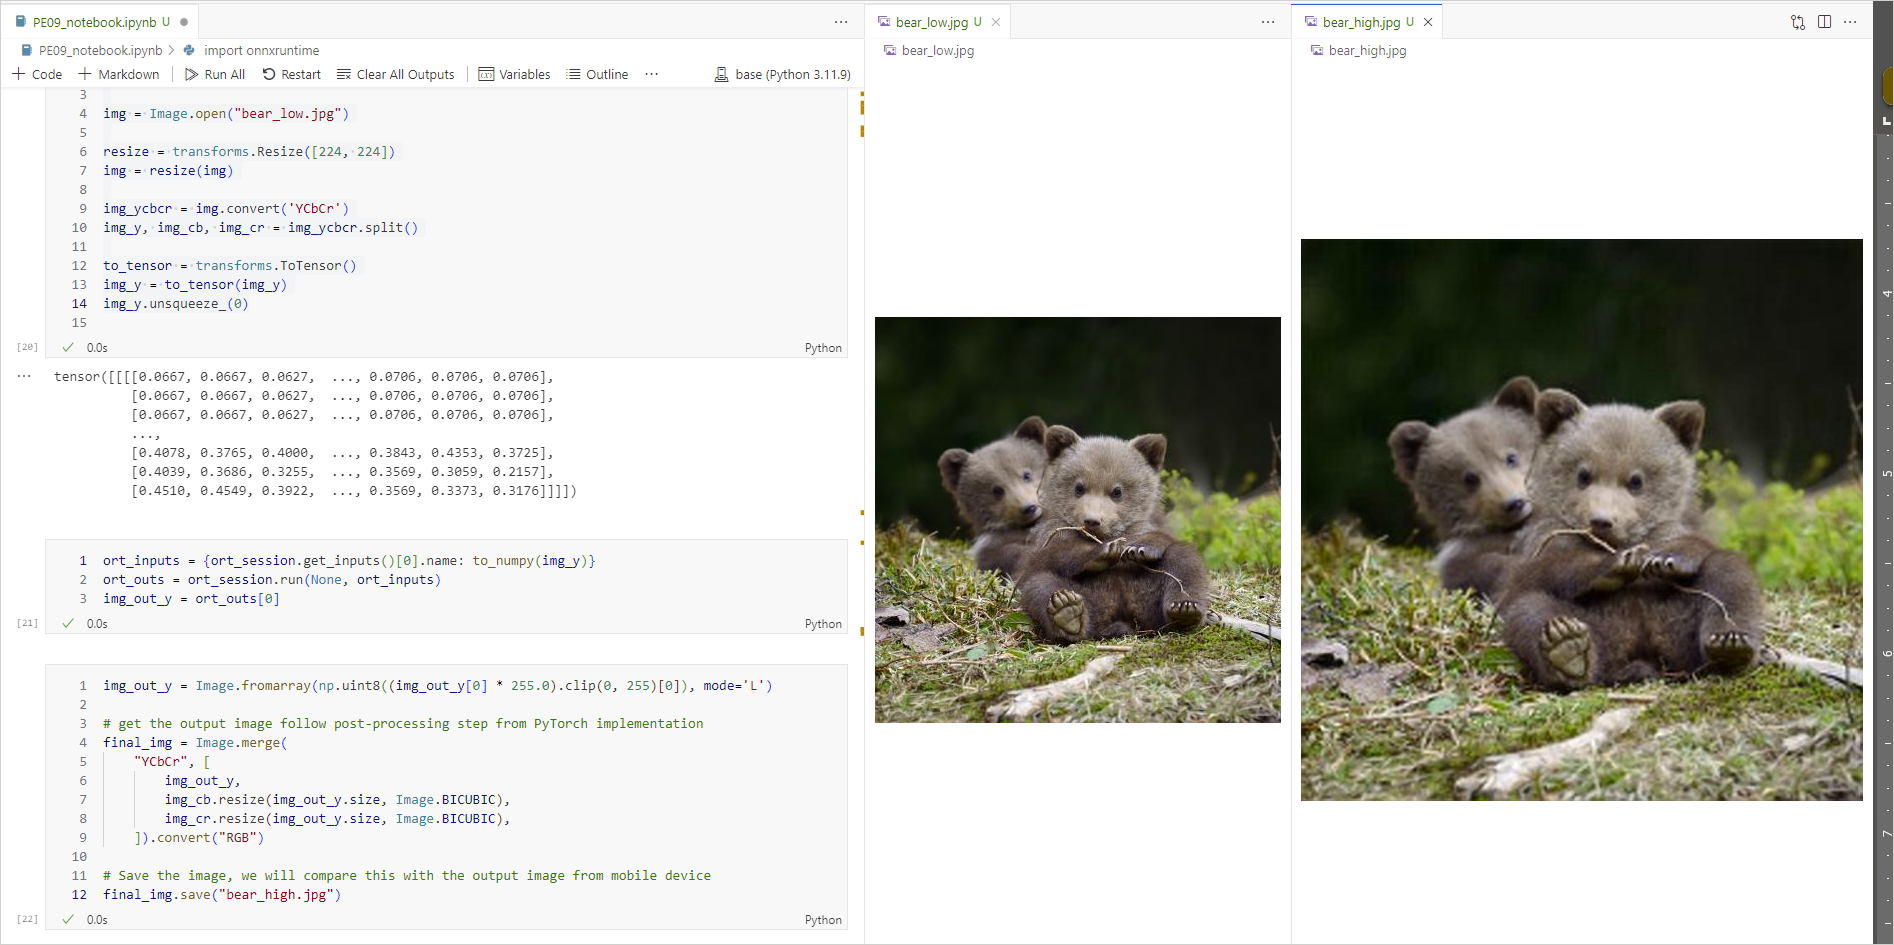 PE09_notebook.ipynb U
PE09_notebook.ipynb > import onnxruntime
+ Code + Markdown Run All Restart Clear All Outputs Variables Outline ... base (Python 3.11.9)
3
4 img = Image.open("bear_low.jpg")
5
6 resize = transforms.Resize([224, 224])
7 img = resize(img)
8
9 img_ycbcr = img.convert('YCbCr')
10 img_y, img_cb, img_cr = img_ycbcr.split()
11
12 to_tensor = transforms.ToTensor()
13 img_y = to_tensor(img_y)
14 img_y.unsqueeze_(0)
15
[20] 0.0s Python
tensor([[[[0.0667, 0.0667, 0.0627, ..., 0.0706, 0.0706, 0.0706],
[0.0667, 0.0667, 0.0627, ..., 0.0706, 0.0706, 0.0706],
[0.0667, 0.0667, 0.0627, ..., 0.0706, 0.0706, 0.0706],
...,
[0.4078, 0.3765, 0.4000, ..., 0.3843, 0.4353, 0.3725],
[0.4039, 0.3686, 0.3255, ..., 0.3569, 0.3059, 0.2157],
[0.4510, 0.4549, 0.3922, ..., 0.3569, 0.3373, 0.3176]]]])
1 ort_inputs = {ort_session.get_inputs()[0].name: to_numpy(img_y)}
2 ort_outs = ort_session.run(None, ort_inputs)
3 img_out_y = ort_outs[0]
[21] 0.0s Python
1 img_out_y = Image.fromarray(np.uint8((img_out_y[0] * 255.0).clip(0, 255)[0]), mode='L')
2
3 # get the output image follow post-processing step from PyTorch implementation
4 final_img = Image.merge(
5 "YCbCr", [
6 img_out_y,
7 img_cb.resize(img_out_y.size, Image.BICUBIC),
8 img_cr.resize(img_out_y.size, Image.BICUBIC),
9 ]).convert("RGB")
10
11 # Save the image, we will compare this with the output image from mobile device
12 final_img.save("bear_high.jpg")
[22] 0.0s Python
bear_low.jpg U
bear_low.jpg
bear_high.jpg U
bear_high.jpg
4
5
6
7